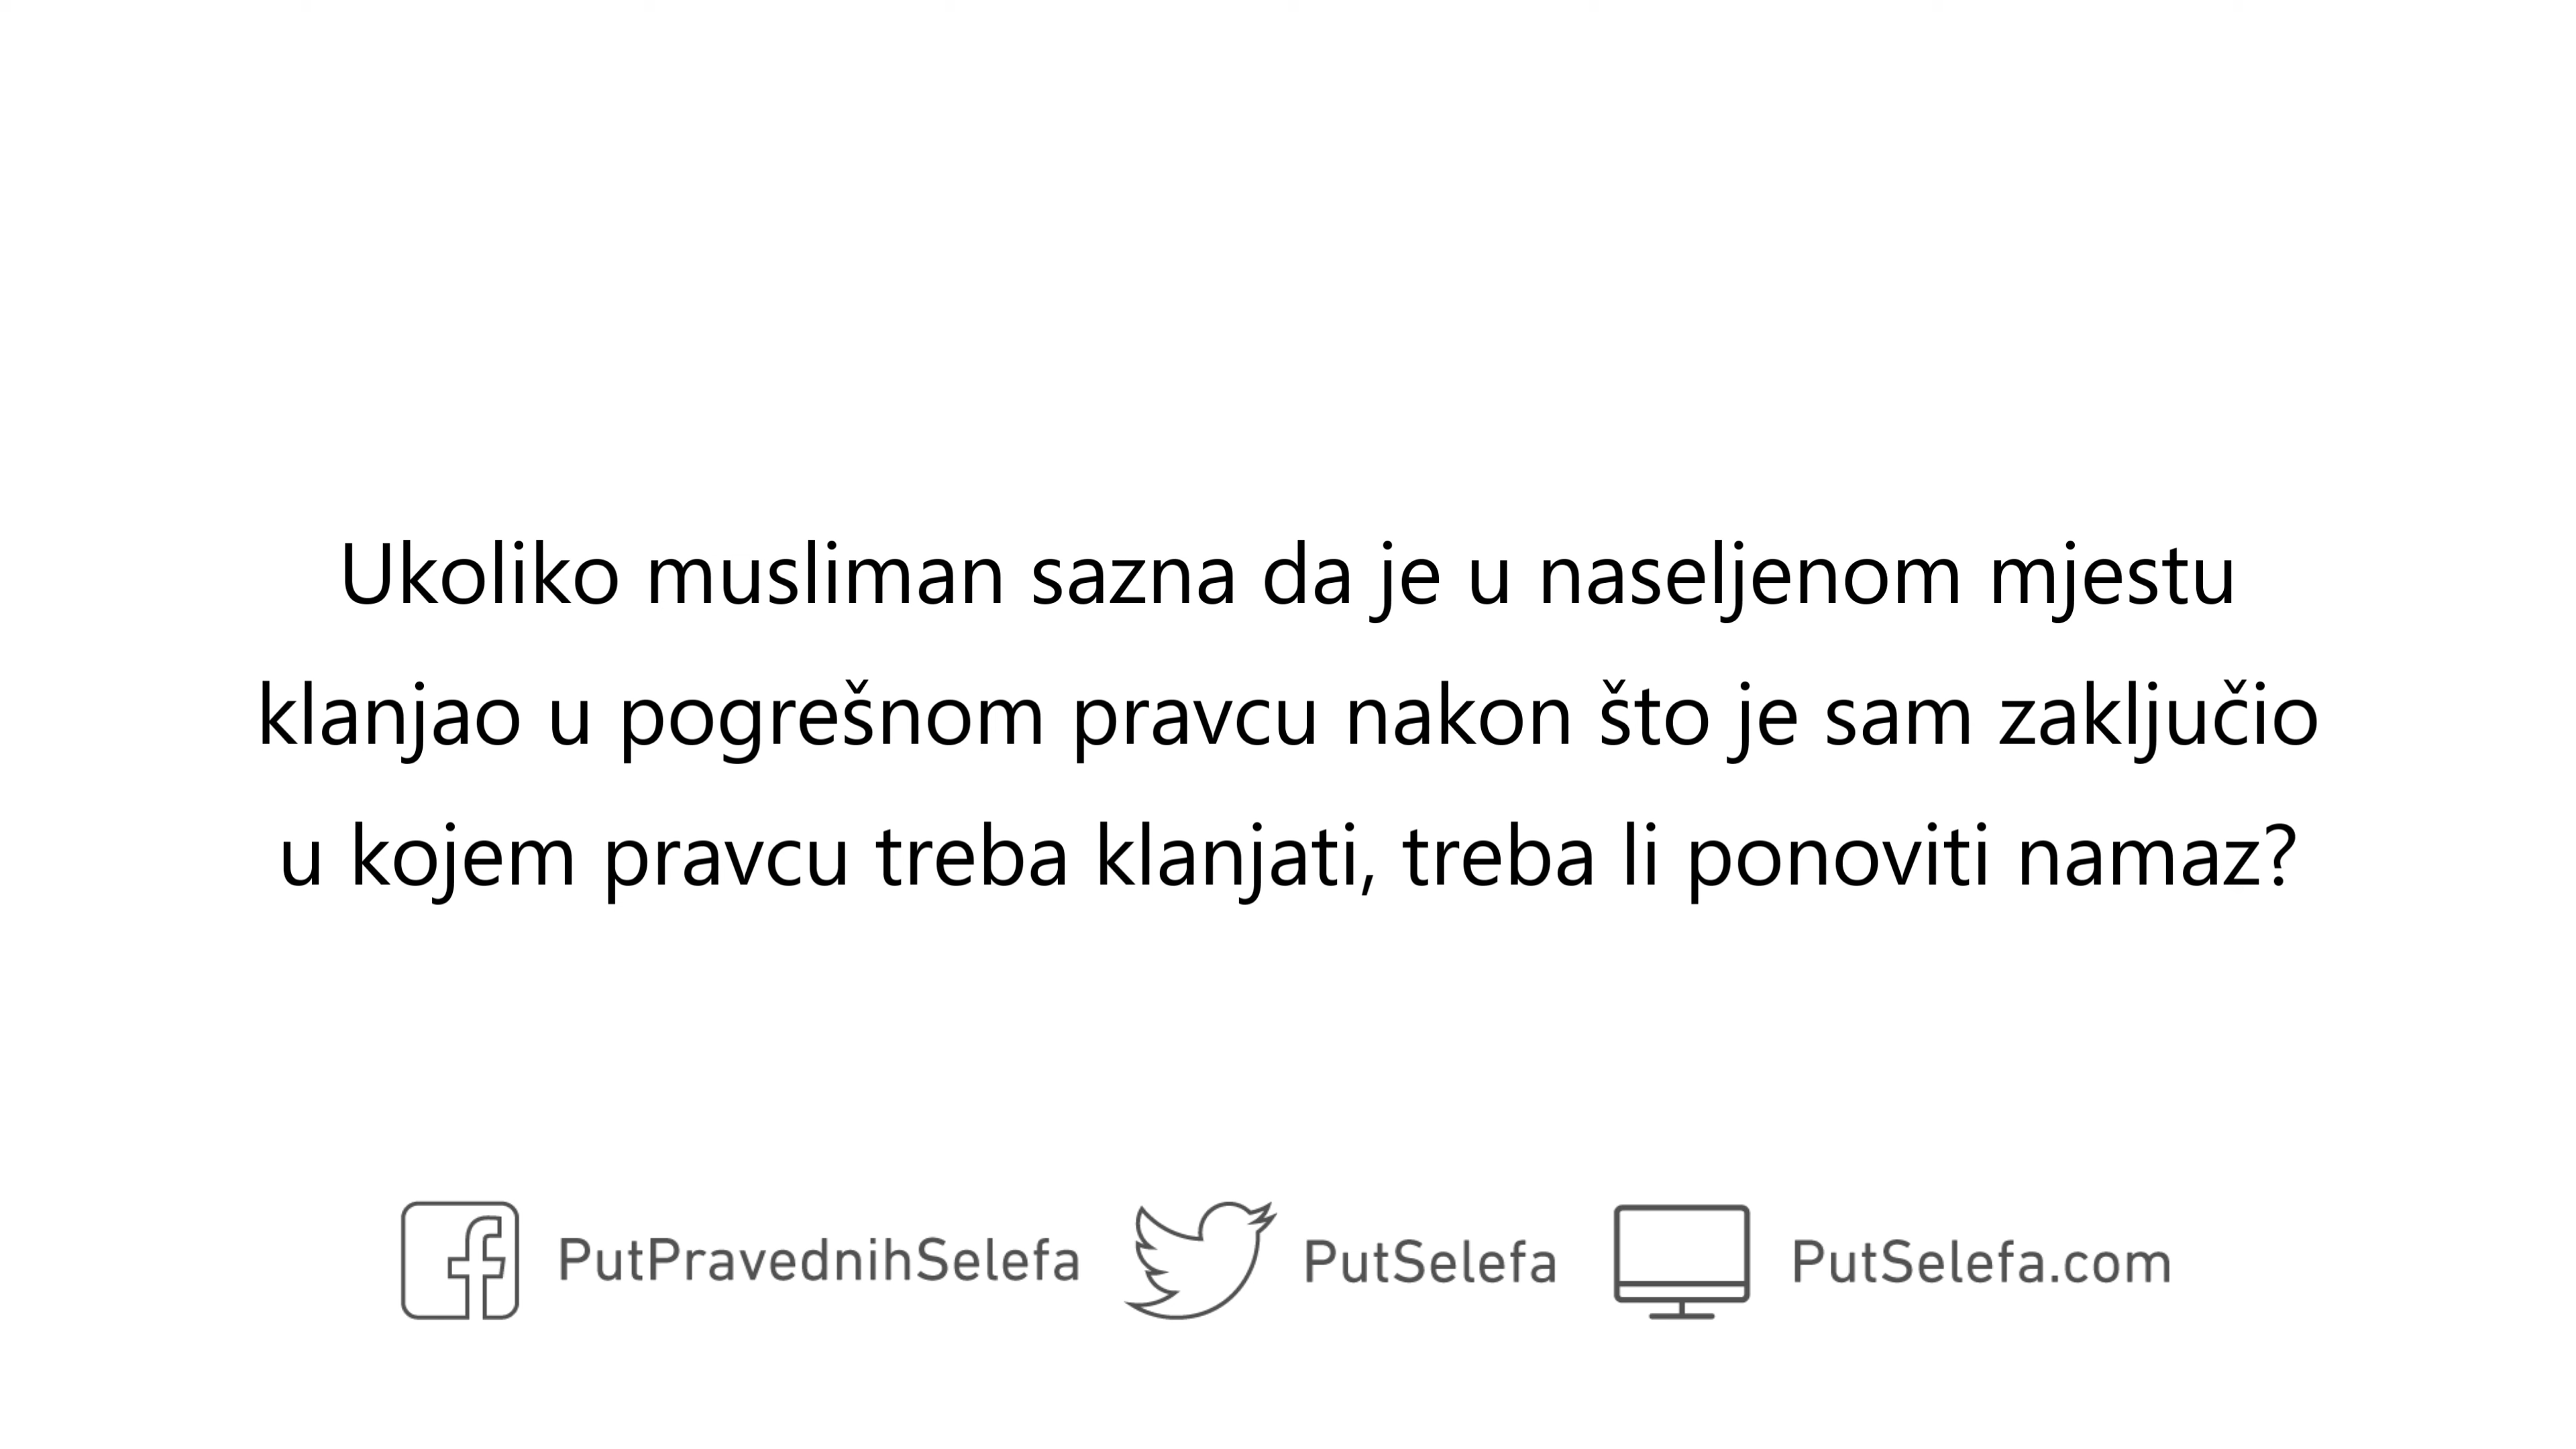 Ukoliko musliman sazna da je u naseljenom mjestu
klanjao u pogrešnom pravcu nakon što je sam zaključio
u kojem pravcu treba klanjati, treba li ponoviti namaz?
PutPravednihSelefa PutSelefa PutSelefa.com